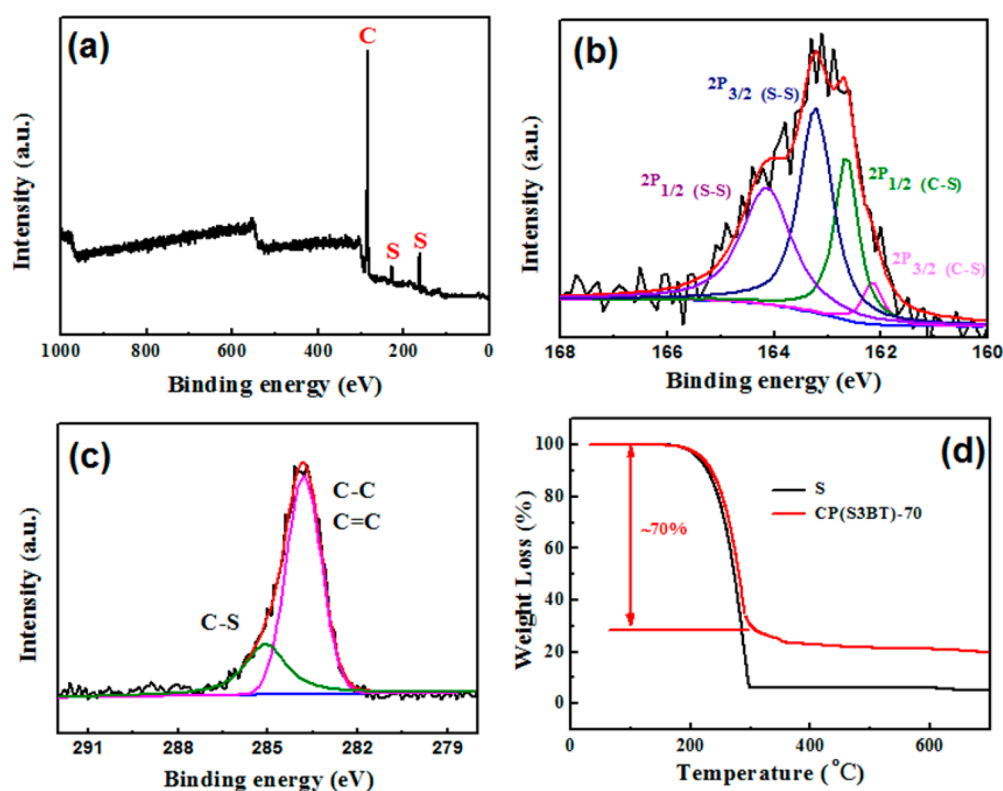 (a)
C
S
S
Intensity (a.u.)
1000
800
600
400
200
0
Binding energy (eV)
(b)
2P3/2 (S-S)
2P1/2 (S-S)
2P1/2 (C-S)
2P3/2 (C-S)
Intensity (a.u.)
168
166
164
162
160
Binding energy (eV)
(c)
C-C
C=C
C-S
Intensity (a.u.)
291
288
285
282
279
Binding energy (eV)
(d)
S
CP(S3BT)-70
~70%
Weight Loss (%)
100
80
60
40
20
0
0
200
400
600
Temperature (°C)